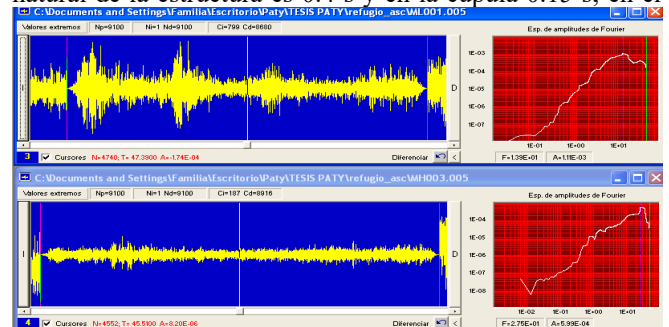 natural de la estructura es 0.4 s y en la cúpula 0.15 s, en el
C:\Documents and Settings\Familia\Escritorio\Paty\TESIS PATY\refugio_asc\ML001.005
Valores extremos Np=9100 Ni=1 Nd=9100 Ci=799 Cd=8680
Esp. de amplitudes de Fourier
1E-03
1E-04
1E-05
1E-06
1E-07
I
D
1E-01 1E+00 1E+01
3 Cursores N=4740; T= 47.3900 A=-1.74E-04 Diferenciar <
F=1.39E+01 A=1.11E-03
C:\Documents and Settings\Familia\Escritorio\Paty\TESIS PATY\refugio_asc\MH003.005
Valores extremos Np=9100 Ni=1 Nd=9100 Ci=187 Cd=8916
Esp. de amplitudes de Fourier
1E-04
1E-05
1E-06
1E-07
1E-08
I
D
1E-02 1E-01 1E+00 1E+01
4 Cursores N=4552; T= 45.5100 A=8.20E-06 Diferenciar <
F=2.75E+01 A=5.99E-04